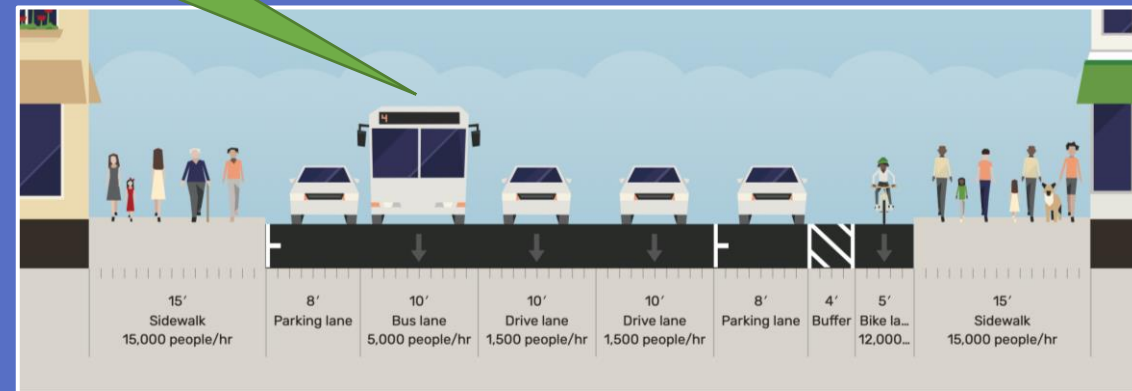 4
15′
Sidewalk
15,000 people/hr
8′
Parking lane
10′
Bus lane
5,000 people/hr
10′
Drive lane
1,500 people/hr
10′
Drive lane
1,500 people/hr
8′
Parking lane
4′
Buffer
5′
Bike la...
12,000...
15′
Sidewalk
15,000 people/hr